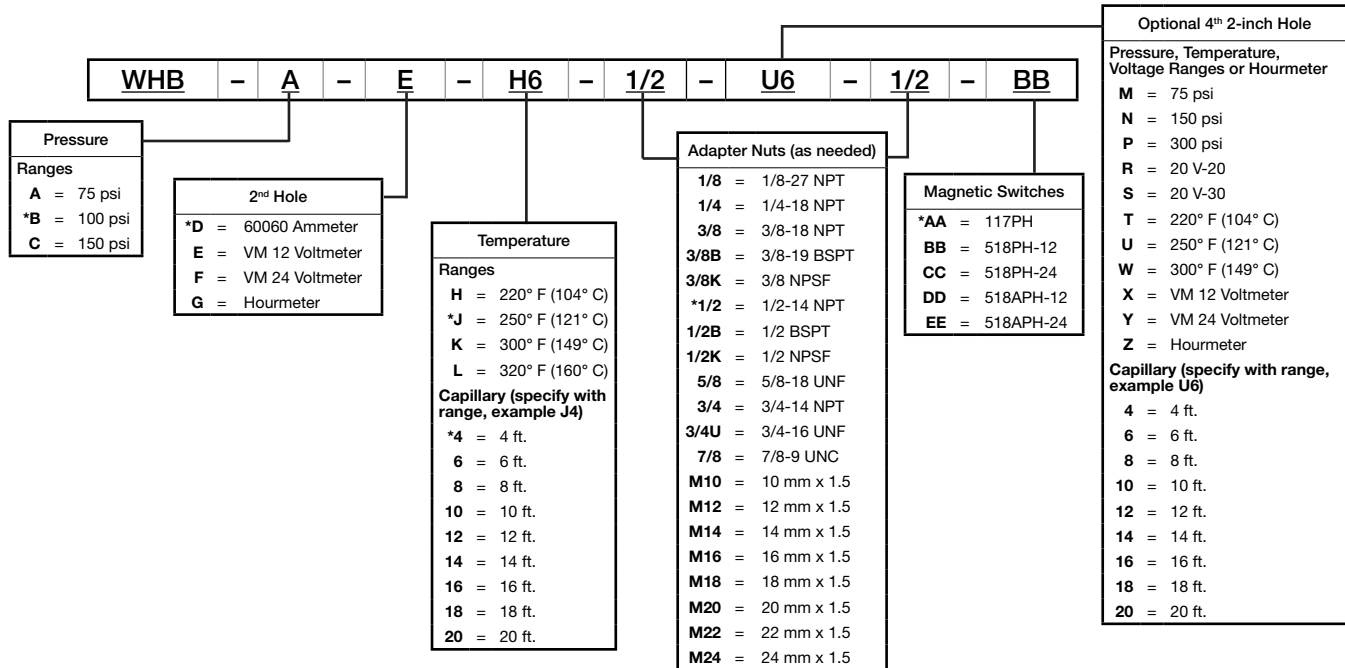 WHB – A – E – H6 – 1/2 – U6 – 1/2 – BB
Pressure
Ranges
A = 75 psi
*B = 100 psi
C = 150 psi
2nd Hole
*D = 60060 Ammeter
E = VM 12 Voltmeter
F = VM 24 Voltmeter
G = Hourmeter
Temperature
Ranges
H = 220° F (104° C)
*J = 250° F (121° C)
K = 300° F (149° C)
L = 320° F (160° C)
Capillary (specify with
range, example J4)
*4 = 4 ft.
6 = 6 ft.
8 = 8 ft.
10 = 10 ft.
12 = 12 ft.
14 = 14 ft.
16 = 16 ft.
18 = 18 ft.
20 = 20 ft.
Adapter Nuts (as needed)
1/8 = 1/8-27 NPT
1/4 = 1/4-18 NPT
3/8 = 3/8-18 NPT
3/8B = 3/8-19 BSPT
3/8K = 3/8 NPSF
*1/2 = 1/2-14 NPT
1/2B = 1/2 BSPT
1/2K = 1/2 NPSF
5/8 = 5/8-18 UNF
3/4 = 3/4-14 NPT
3/4U = 3/4-16 UNF
7/8 = 7/8-9 UNC
M10 = 10 mm x 1.5
M12 = 12 mm x 1.5
M14 = 14 mm x 1.5
M16 = 16 mm x 1.5
M18 = 18 mm x 1.5
M20 = 20 mm x 1.5
M22 = 22 mm x 1.5
M24 = 24 mm x 1.5
Magnetic Switches
*AA = 117PH
BB = 518PH-12
CC = 518PH-24
DD = 518APH-12
EE = 518APH-24
Optional 4th 2-inch Hole
Pressure, Temperature,
Voltage Ranges or Hourmeter
M = 75 psi
N = 150 psi
P = 300 psi
R = 20 V-20
S = 20 V-30
T = 220° F (104° C)
U = 250° F (121° C)
W = 300° F (149° C)
X = VM 12 Voltmeter
Y = VM 24 Voltmeter
Z = Hourmeter
Capillary (specify with range,
example U6)
4 = 4 ft.
6 = 6 ft.
8 = 8 ft.
10 = 10 ft.
12 = 12 ft.
14 = 14 ft.
16 = 16 ft.
18 = 18 ft.
20 = 20 ft.